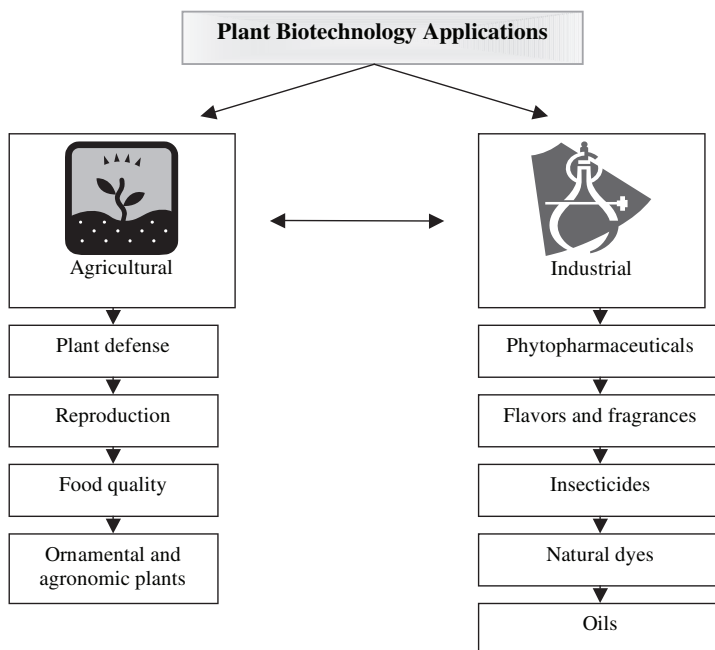 Plant Biotechnology Applications
Agricultural
Industrial
Plant defense
Reproduction
Food quality
Ornamental and
agronomic plants
Phytopharmaceuticals
Flavors and fragrances
Insecticides
Natural dyes
Oils